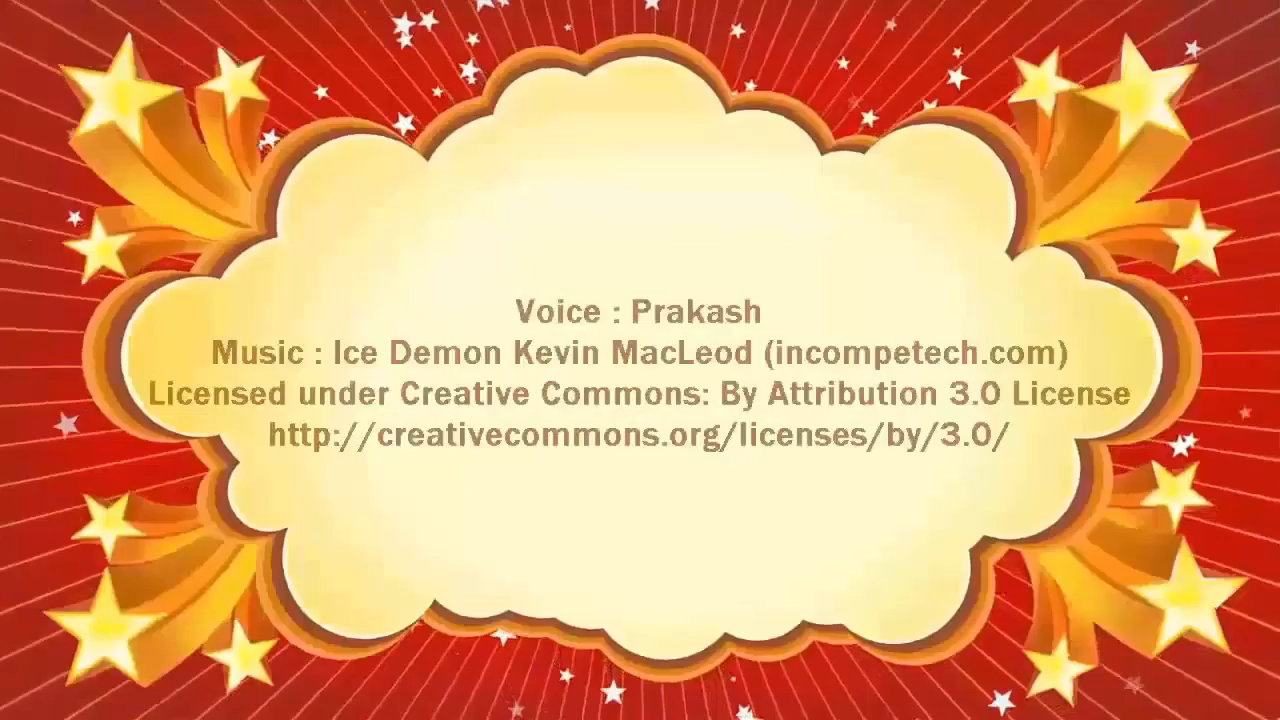 Voice : Prakash
Music : Ice Demon Kevin MacLeod (incompetech.com)
Licensed under Creative Commons: By Attribution 3.0 License
http://creativecommons.org/licenses/by/3.0/